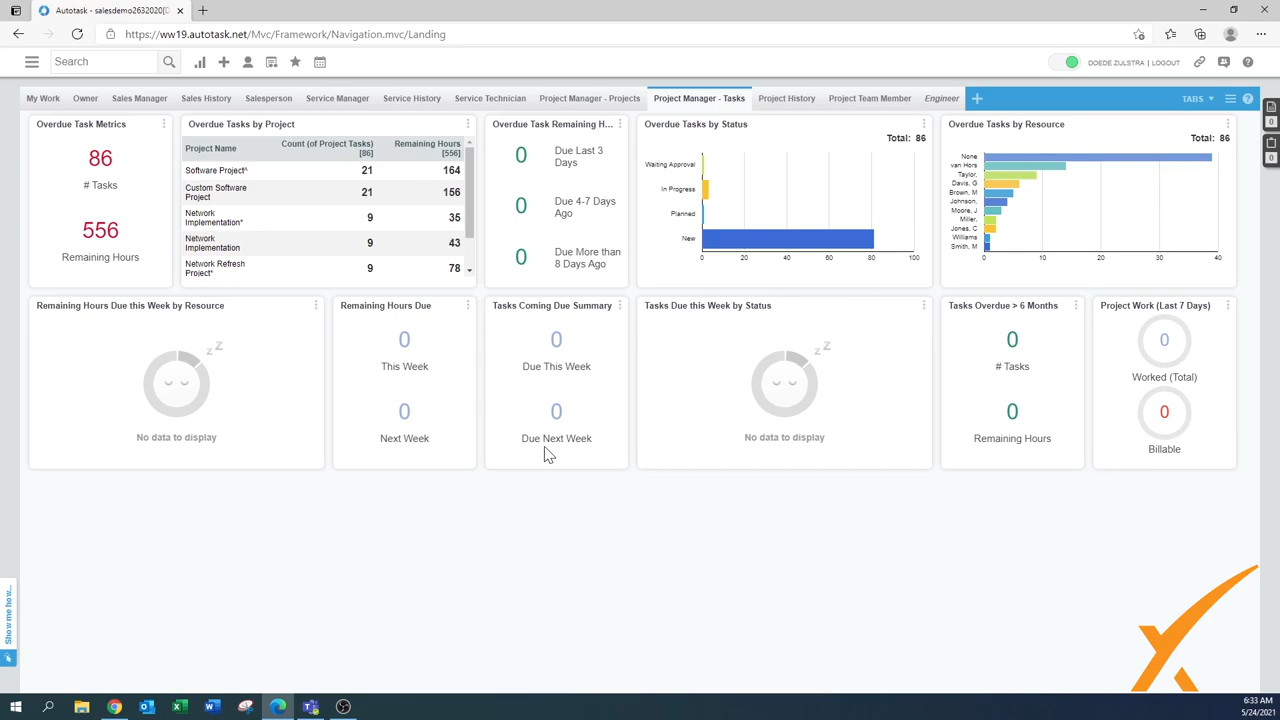 Autotask - salesdemo2632020[D
https://ww19.autotask.net/Mvc/Framework/Navigation.mvc/Landing
Search
DOEDE ZIJLSTRA | LOGOUT
My Work
Owner
Sales Manager
Sales History
Salesperson
Service Manager
Service History
Service Technician
Project Manager - Projects
Project Manager - Tasks
Project History
Project Team Member
Engineer
TABS
Overdue Task Metrics
86
# Tasks
556
Remaining Hours
Overdue Tasks by Project
Project Name
Count (of Project Tasks) [86]
Remaining Hours [556]
Software Project^ 21 164
Custom Software Project 21 156
Network Implementation* 9 35
Network Implementation 9 43
Network Refresh Project* 9 78
Overdue Task Remaining H...
0 Due Last 3 Days
0 Due 4-7 Days Ago
0 Due More than 8 Days Ago
Overdue Tasks by Status
Total: 86
Waiting Approval
In Progress
Planned
New
0 20 40 60 80 100
Overdue Tasks by Resource
Total: 86
None
van Hors
Taylor,
Davis, G
Brown, M
Johnson,
Moore, J
Miller,
Jones, C
Williams
Smith, M
0 10 20 30 40
Remaining Hours Due this Week by Resource
z z
No data to display
Remaining Hours Due
0
This Week
0
Next Week
Tasks Coming Due Summary
0
Due This Week
0
Due Next Week
Tasks Due this Week by Status
z z
No data to display
Tasks Overdue > 6 Months
0
# Tasks
0
Remaining Hours
Project Work (Last 7 Days)
0
Worked (Total)
0
Billable
0
0
Show me how...
6:33 AM
5/24/2021